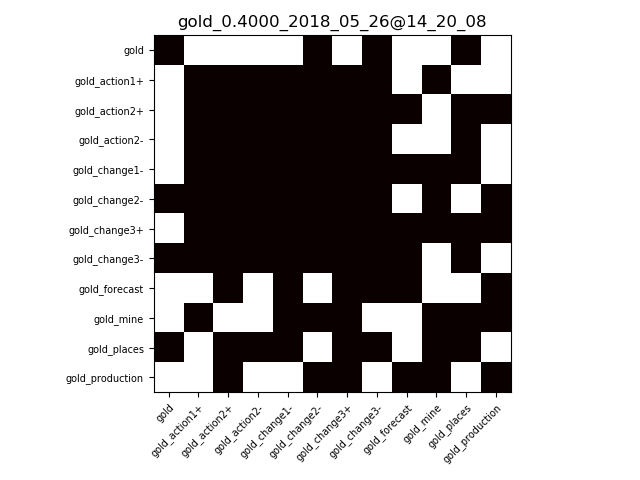 gold_0.4000_2018_05_26@14_20_08
gold
gold_action1+
gold_action2+
gold_action2-
gold_change1-
gold_change2-
gold_change3+
gold_change3-
gold_forecast
gold_mine
gold_places
gold_production
gold
gold_action1+
gold_action2+
gold_action2-
gold_change1-
gold_change2-
gold_change3+
gold_change3-
gold_forecast
gold_mine
gold_places
gold_production